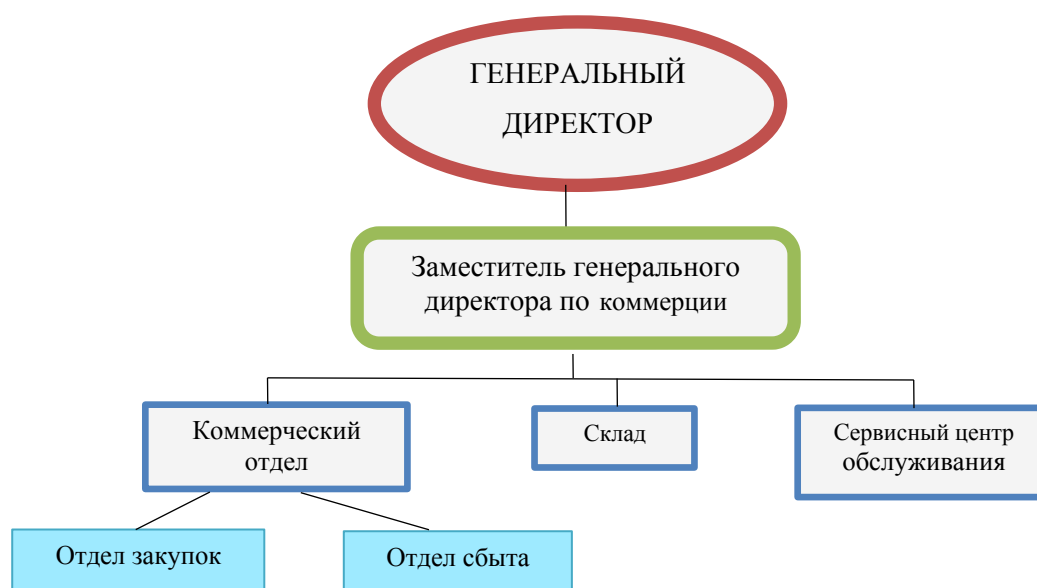 ГЕНЕРАЛЬНЫЙ
ДИРЕКТОР
Заместитель генерального
директора по коммерции
Коммерческий
отдел
Склад
Сервисный центр
обслуживания
Отдел закупок
Отдел сбыта